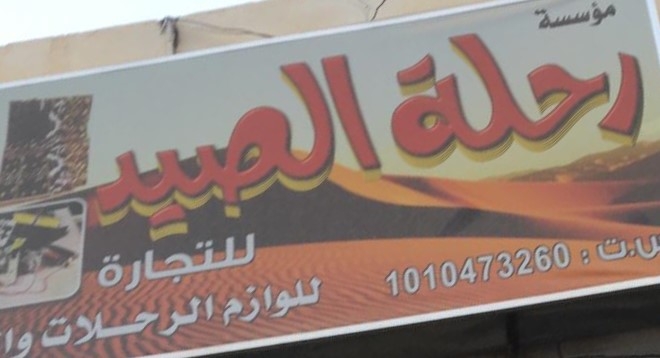 مؤسسة
رحلة الصيد
للتجارة
س.ت : 1010473260
للوازم الرحلات